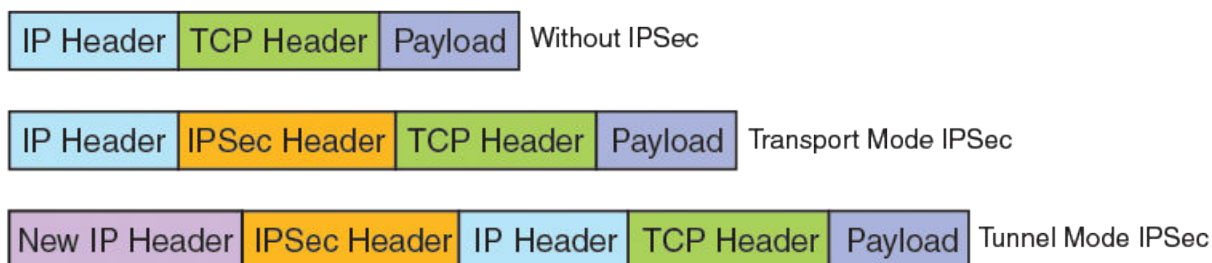 IP Header TCP Header Payload Without IPSec
IP Header IPSec Header TCP Header Payload Transport Mode IPSec
New IP Header IPSec Header IP Header TCP Header Payload Tunnel Mode IPSec